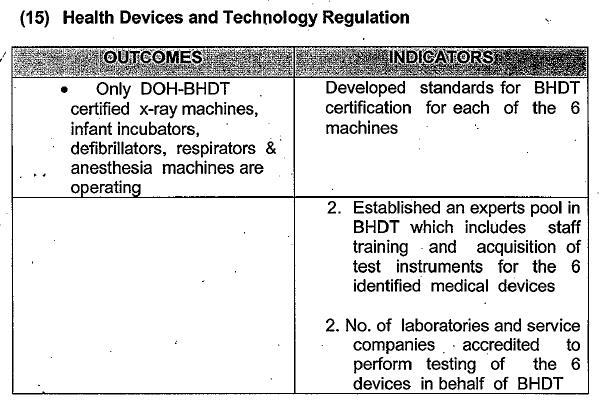 (15) Health Devices and Technology Regulation
OUTCOMES
INDICATORS
• Only DOH-BHDT
certified x-ray machines,
infant incubators,
defibrillators, respirators &
anesthesia machines are
operating
Developed standards for BHDT
certification for each of the 6
machines
2. Established an experts pool in
BHDT which includes staff
training and acquisition of
test instruments for the 6
identified medical devices
2. No. of laboratories and service
companies accredited to
perform testing of the 6
devices in behalf of BHDT